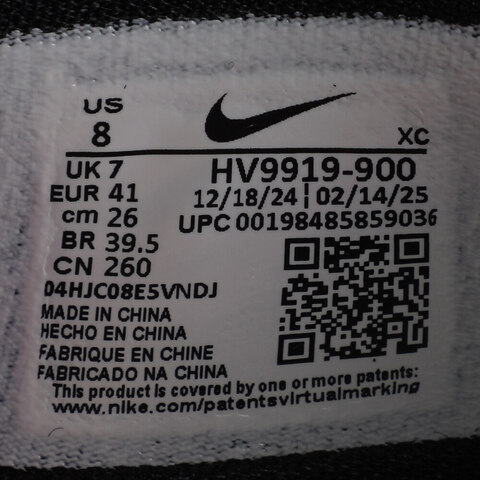 US
8
XC
UK 7
HV9919-900
EUR 41
12/18/24 | 02/14/25
cm 26
UPC 00198485859036
BR 39.5
CN 260
04HJC08E5VNDJ
MADE IN CHINA
HECHO EN CHINA
FABRIQUE EN CHINE
FABRICADO NA CHINA
This product is covered by one or more patents:
www.nike.com/patentsvirtualmarking